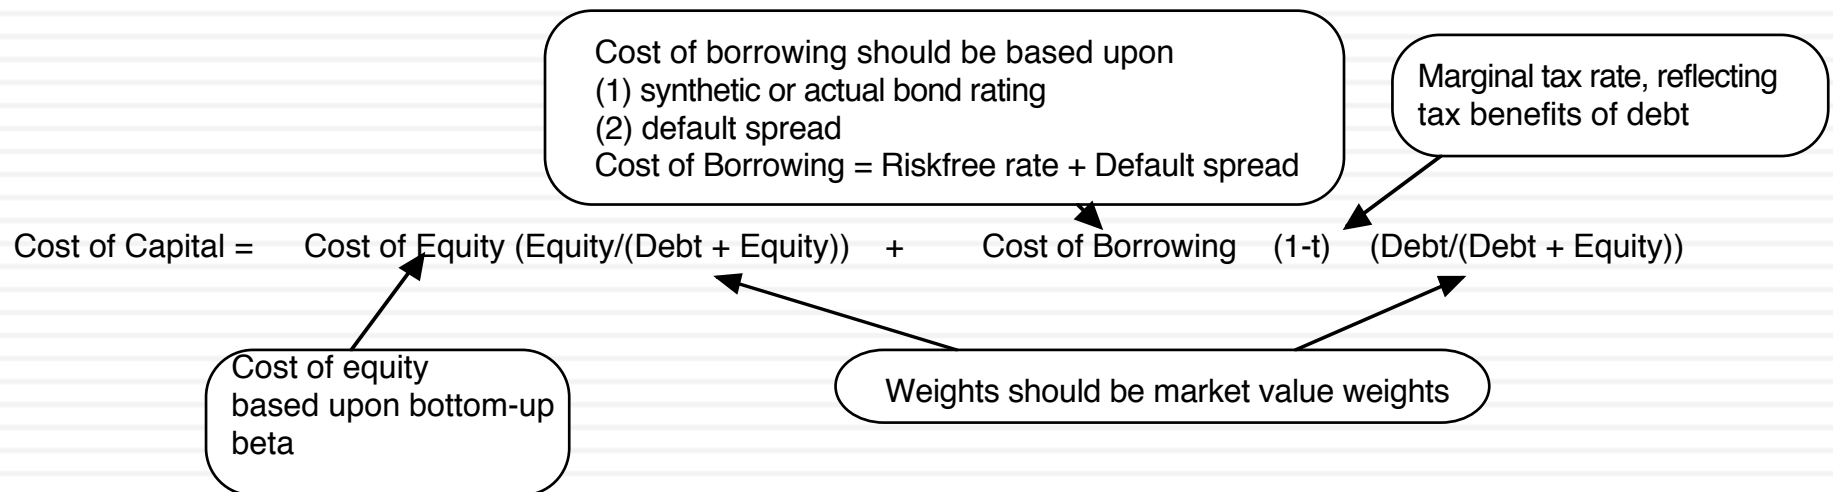 Cost of borrowing should be based upon
(1) synthetic or actual bond rating
(2) default spread
Cost of Borrowing = Riskfree rate + Default spread
Marginal tax rate, reflecting
tax benefits of debt
Cost of Capital = Cost of Equity (Equity/(Debt + Equity)) + Cost of Borrowing (1-t) (Debt/(Debt + Equity))
Cost of equity
based upon bottom-up
beta
Weights should be market value weights